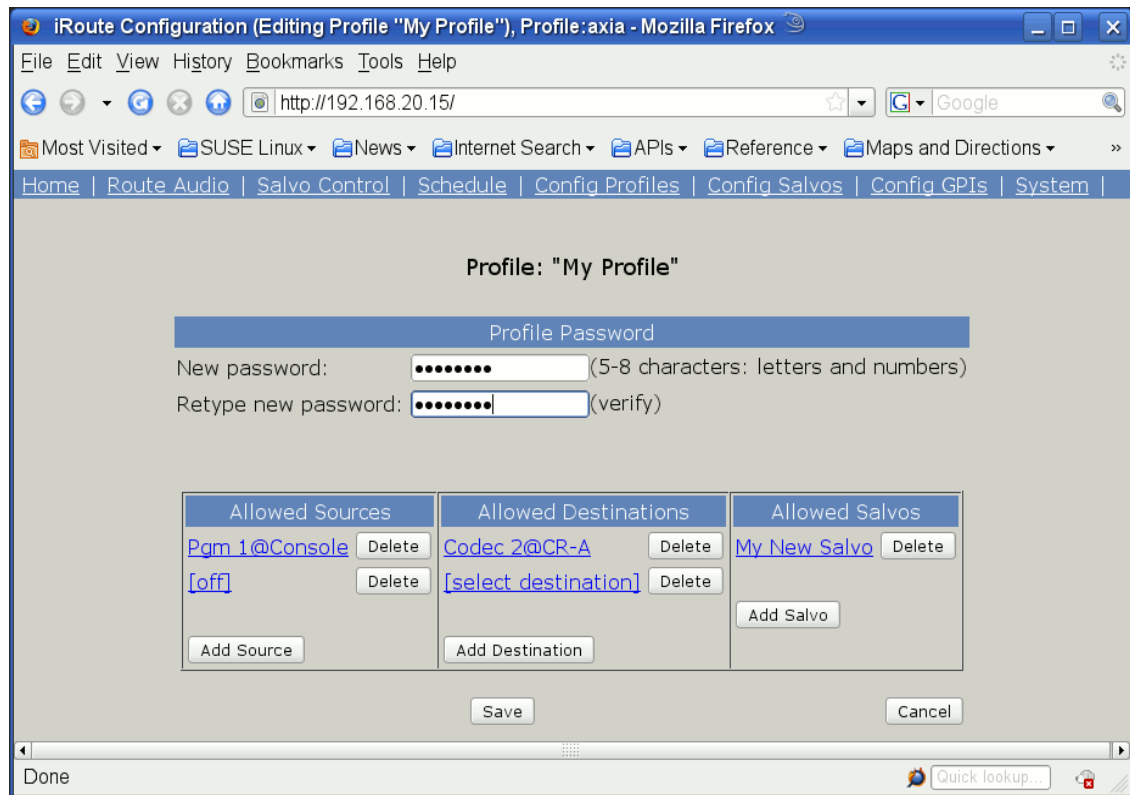 iRoute Configuration (Editing Profile "My Profile"), Profile:axia - Mozilla Firefox
File Edit View History Bookmarks Tools Help
http://192.168.20.15/ G Google
Most Visited SUSE Linux News Internet Search APIs Reference Maps and Directions »
Home | Route Audio | Salvo Control | Schedule | Config Profiles | Config Salvos | Config GPIs | System |
Profile: "My Profile"
Profile Password
New password: •••••••• (5-8 characters: letters and numbers)
Retype new password: •••••••• (verify)
Allowed Sources Allowed Destinations Allowed Salvos
Pgm 1@Console Delete Codec 2@CR-A Delete My New Salvo Delete
[off] Delete [select destination] Delete
Add Salvo
Add Source Add Destination
Save Cancel
Done Quick lookup...